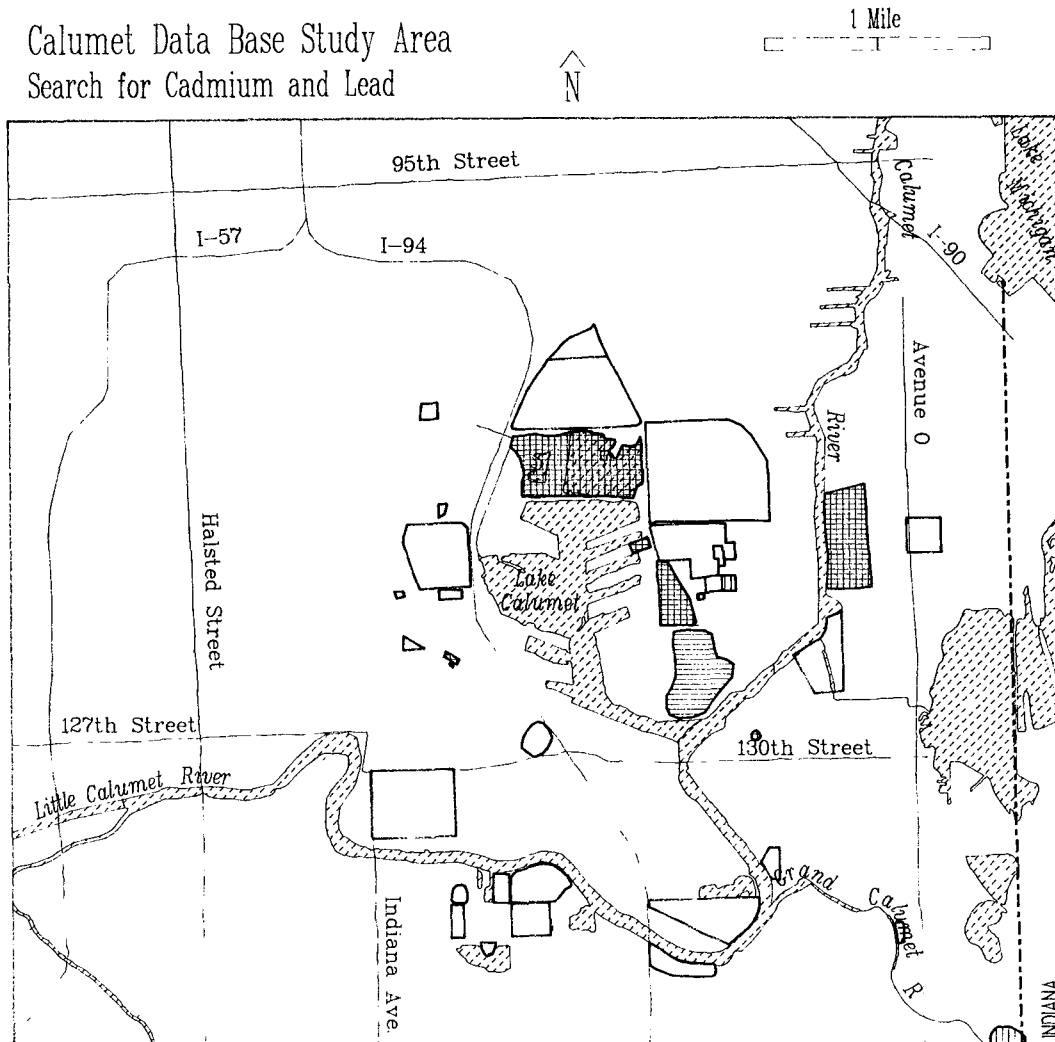 Calumet Data Base Study Area
Search for Cadmium and Lead
N
1 Mile
95th Street
Calumet
Lake
Michigan
I-57
I-94
I-90
Avenue O
River
Halsted Street
Lake
Calumet
127th Street
130th Street
Little Calumet River
Grand
Calumet
R
Indiana Ave.
INDIANA